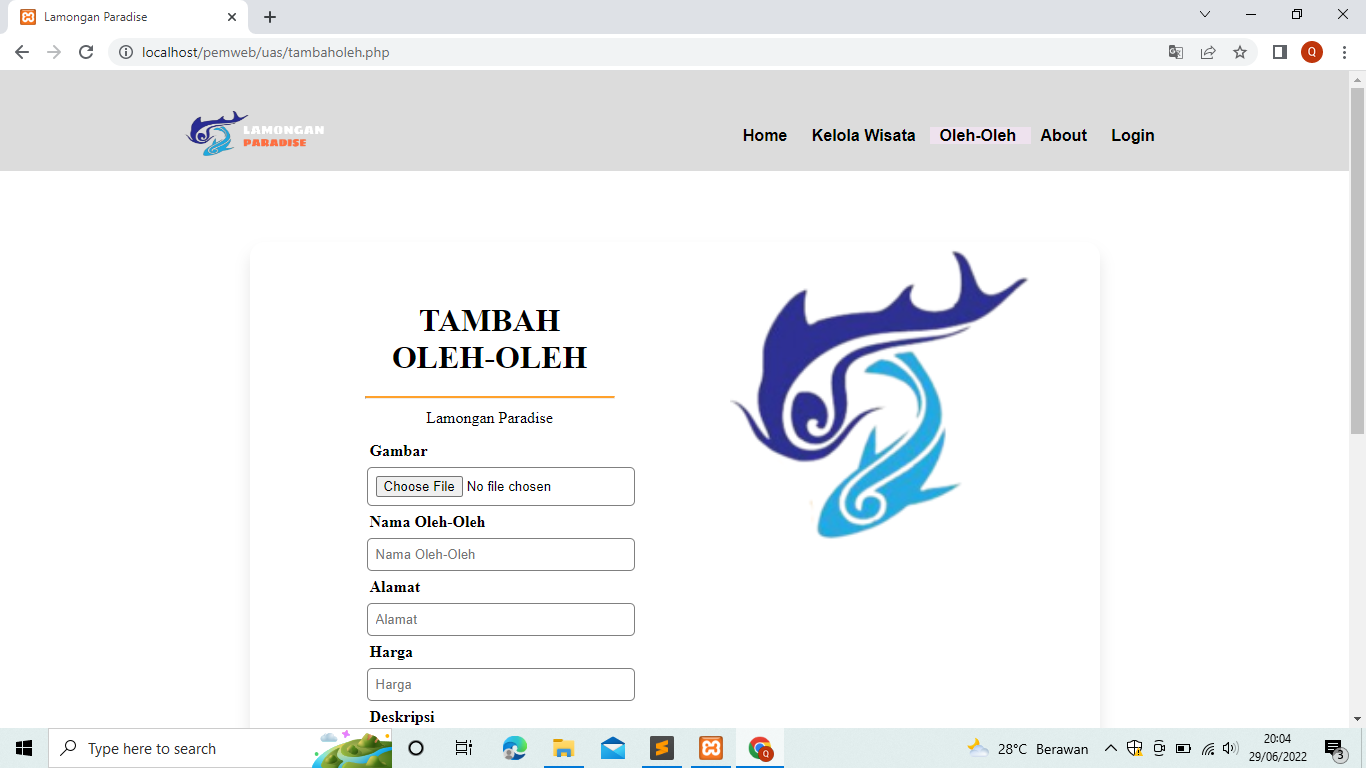 Lamongan Paradise
localhost/pemweb/uas/tambaholeh.php
Q
LAMONGAN
PARADISE
Home Kelola Wisata Oleh-Oleh About Login
TAMBAH
OLEH-OLEH
Lamongan Paradise
Gambar
Choose File No file chosen
Nama Oleh-Oleh
Nama Oleh-Oleh
Alamat
Alamat
Harga
Harga
Deskripsi
Type here to search
Q
28°C Berawan
20:04
29/06/2022
3